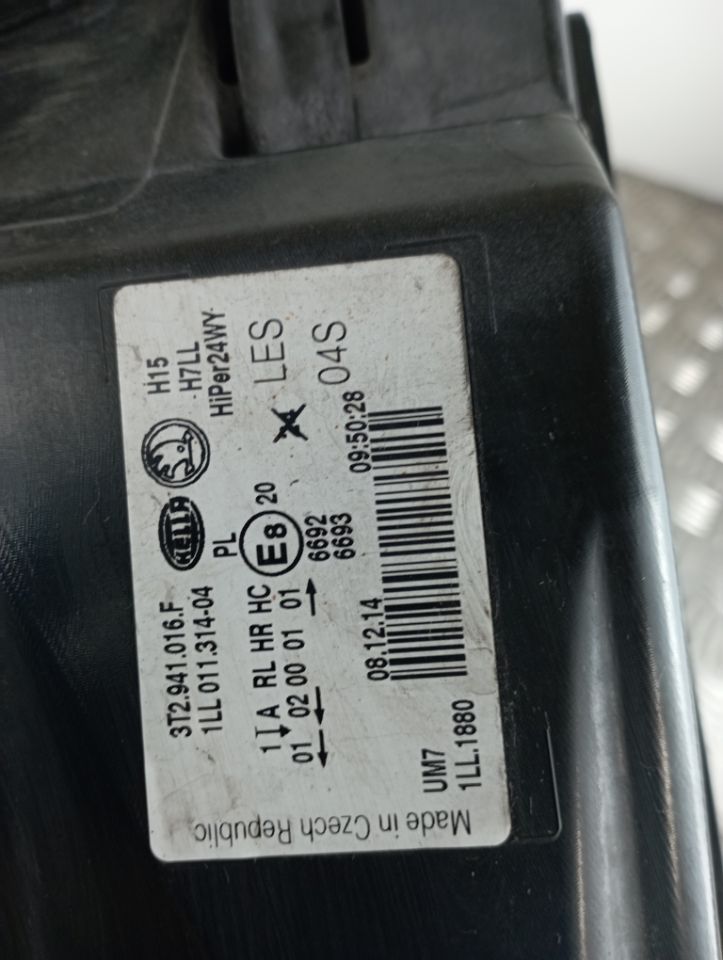 3T2.941.016.F
1LL 011.314-04
HELLA
H15
H7LL
HiPer24WY
PL
1 A RL HR HC
01 02 00 01 01
E8
20
6692
6693
LES
04S
08.12.14
09:50:28
UM7
1LL.1880
Made in Czech Republic